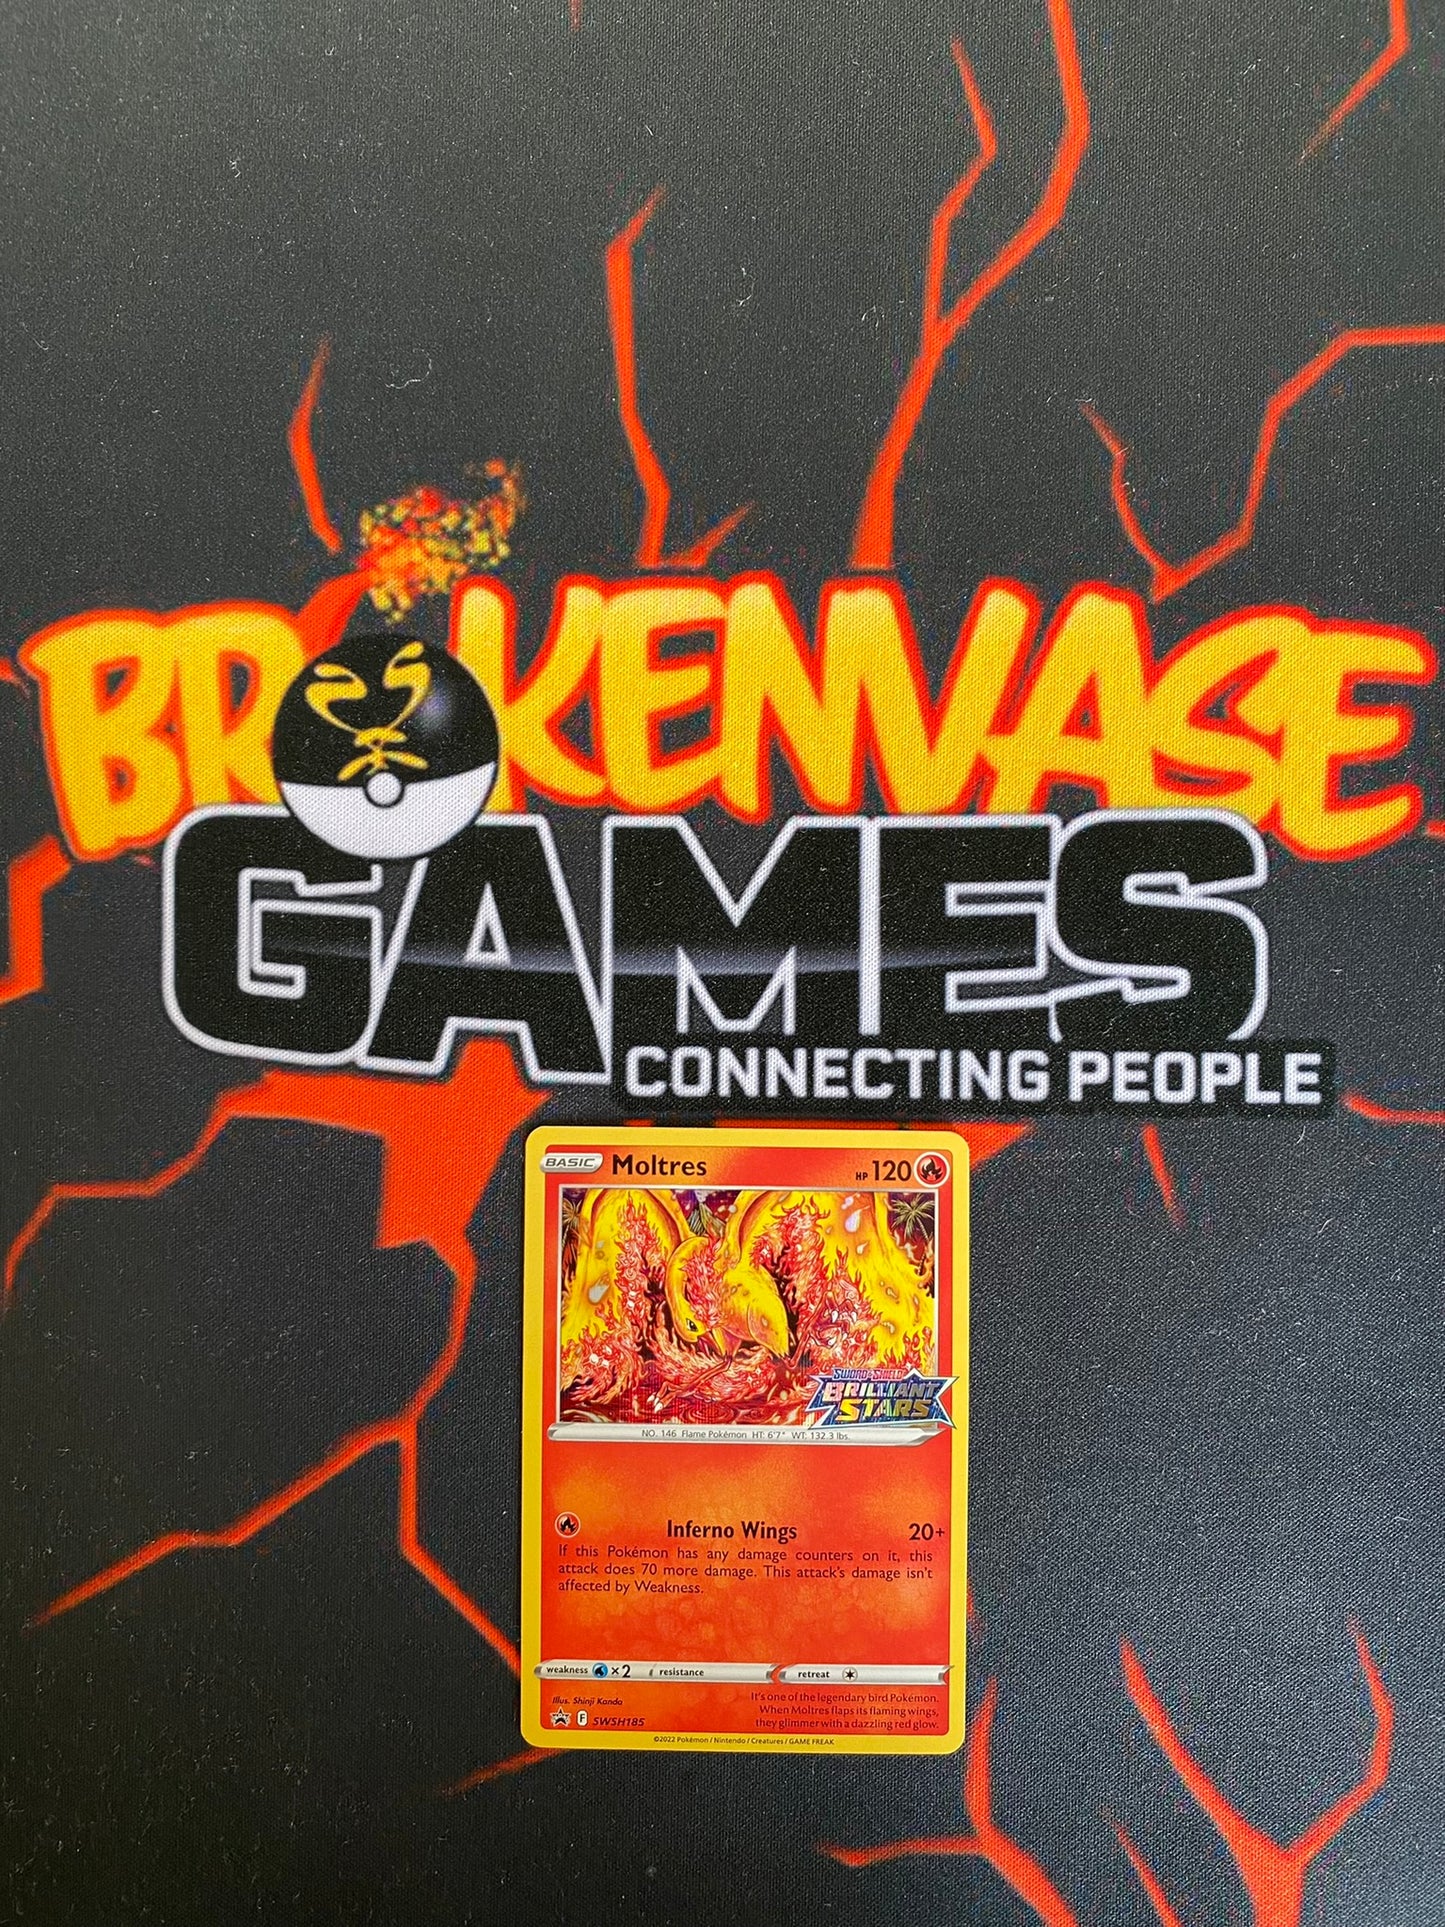 BROKENVASE
GAMES
CONNECTING PEOPLE
BASIC Moltres HP 120
SWORD & SHIELD
BRILLIANT
STARS
NO. 146 Flame Pokémon HT: 6'7" WT: 132.3 lbs.
Inferno Wings 20+
If this Pokémon has any damage counters on it, this
attack does 70 more damage. This attack's damage isn't
affected by Weakness.
weakness ×2 resistance retreat
Illus. Shinji Kanda
It's one of the legendary bird Pokémon.
When Moltres flaps its flaming wings,
they glimmer with a dazzling red glow.
F SWSH185
©2022 Pokémon / Nintendo / Creatures / GAME FREAK